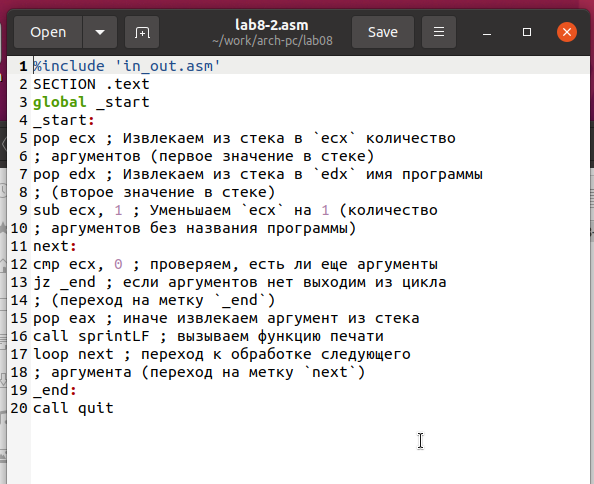 Open
lab8-2.asm
~/work/arch-pc/lab08
Save
1 %include 'in_out.asm'
2 SECTION .text
3 global _start
4 _start:
5 pop ecx ; Извлекаем из стека в `ecx` количество
6 ; аргументов (первое значение в стеке)
7 pop edx ; Извлекаем из стека в `edx` имя программы
8 ; (второе значение в стеке)
9 sub ecx, 1 ; Уменьшаем `ecx` на 1 (количество
10 ; аргументов без названия программы)
11 next:
12 cmp ecx, 0 ; проверяем, есть ли еще аргументы
13 jz _end ; если аргументов нет выходим из цикла
14 ; (переход на метку `_end`)
15 pop eax ; иначе извлекаем аргумент из стека
16 call sprintLF ; вызываем функцию печати
17 loop next ; переход к обработке следующего
18 ; аргумента (переход на метку `next`)
19 _end:
20 call quit